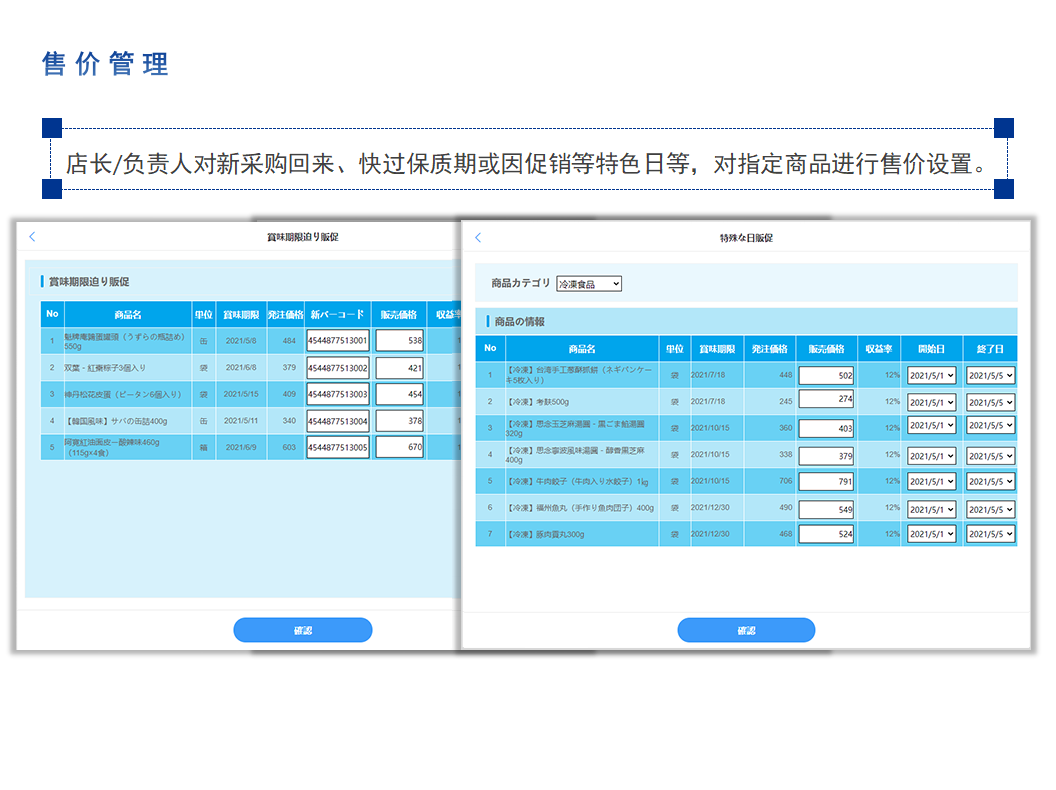 售价管理
店长/负责人对新采购回来、快过保质期或因促销等特色日等，对指定商品进行售价设置。
賞味期限迫り販促
賞味期限迫り販促
No 商品名 単位 賞味期限 発注価格 新バーコード 販売価格 収益率
1 魁牌庵鶉蛋罐頭（うずらの瓶詰め）550g 缶 2021/5/8 484 4544877513001 538
2 双葉・紅棗粽子3個入り 袋 2021/6/8 379 4544877513002 421
3 神丹松花皮蛋（ピータン6個入り） 袋 2021/5/15 409 4544877513003 454
4 【韓国風味】サバの缶詰400g 缶 2021/5/11 340 4544877513004 378
5 阿寛紅油面皮ー酸辣味460g（115g×4食） 箱 2021/6/9 603 4544877513005 670
確認
特殊な日販促
商品カテゴリ 冷凍食品
商品の情報
No 商品名 単位 賞味期限 発注価格 販売価格 収益率 開始日 終了日
1 【冷凍】台湾手工葱酥抓餅（ネギパンケーキ5枚入り） 袋 2021/7/18 448 502 12% 2021/5/1 2021/5/5
2 【冷凍】考麸500g 袋 2021/7/18 245 274 12% 2021/5/1 2021/5/5
3 【冷凍】思念玉芝麻湯圓・黒ごま餡湯圓320g 袋 2021/10/15 360 403 12% 2021/5/1 2021/5/5
4 【冷凍】思念寧波風味湯圓・醇香黒芝麻400g 袋 2021/10/15 338 379 12% 2021/5/1 2021/5/5
5 【冷凍】牛肉餃子（牛肉入り水餃子）1kg 袋 2021/10/15 706 791 12% 2021/5/1 2021/5/5
6 【冷凍】福州魚丸（手作り魚肉団子）400g 袋 2021/12/30 490 549 12% 2021/5/1 2021/5/5
7 【冷凍】豚肉貢丸300g 袋 2021/12/30 468 524 12% 2021/5/1 2021/5/5
確認